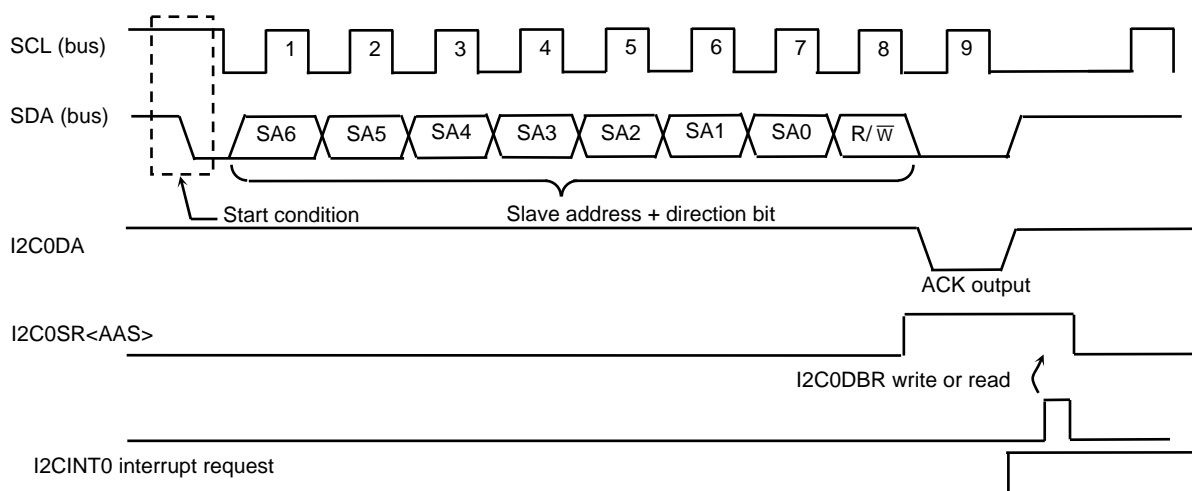 SCL (bus)
1 2 3 4 5 6 7 8 9
SDA (bus)
SA6 SA5 SA4 SA3 SA2 SA1 SA0 R/W̅
Start condition
Slave address + direction bit
I2C0DA
ACK output
I2C0SR<AAS>
I2C0DBR write or read
I2CINT0 interrupt request